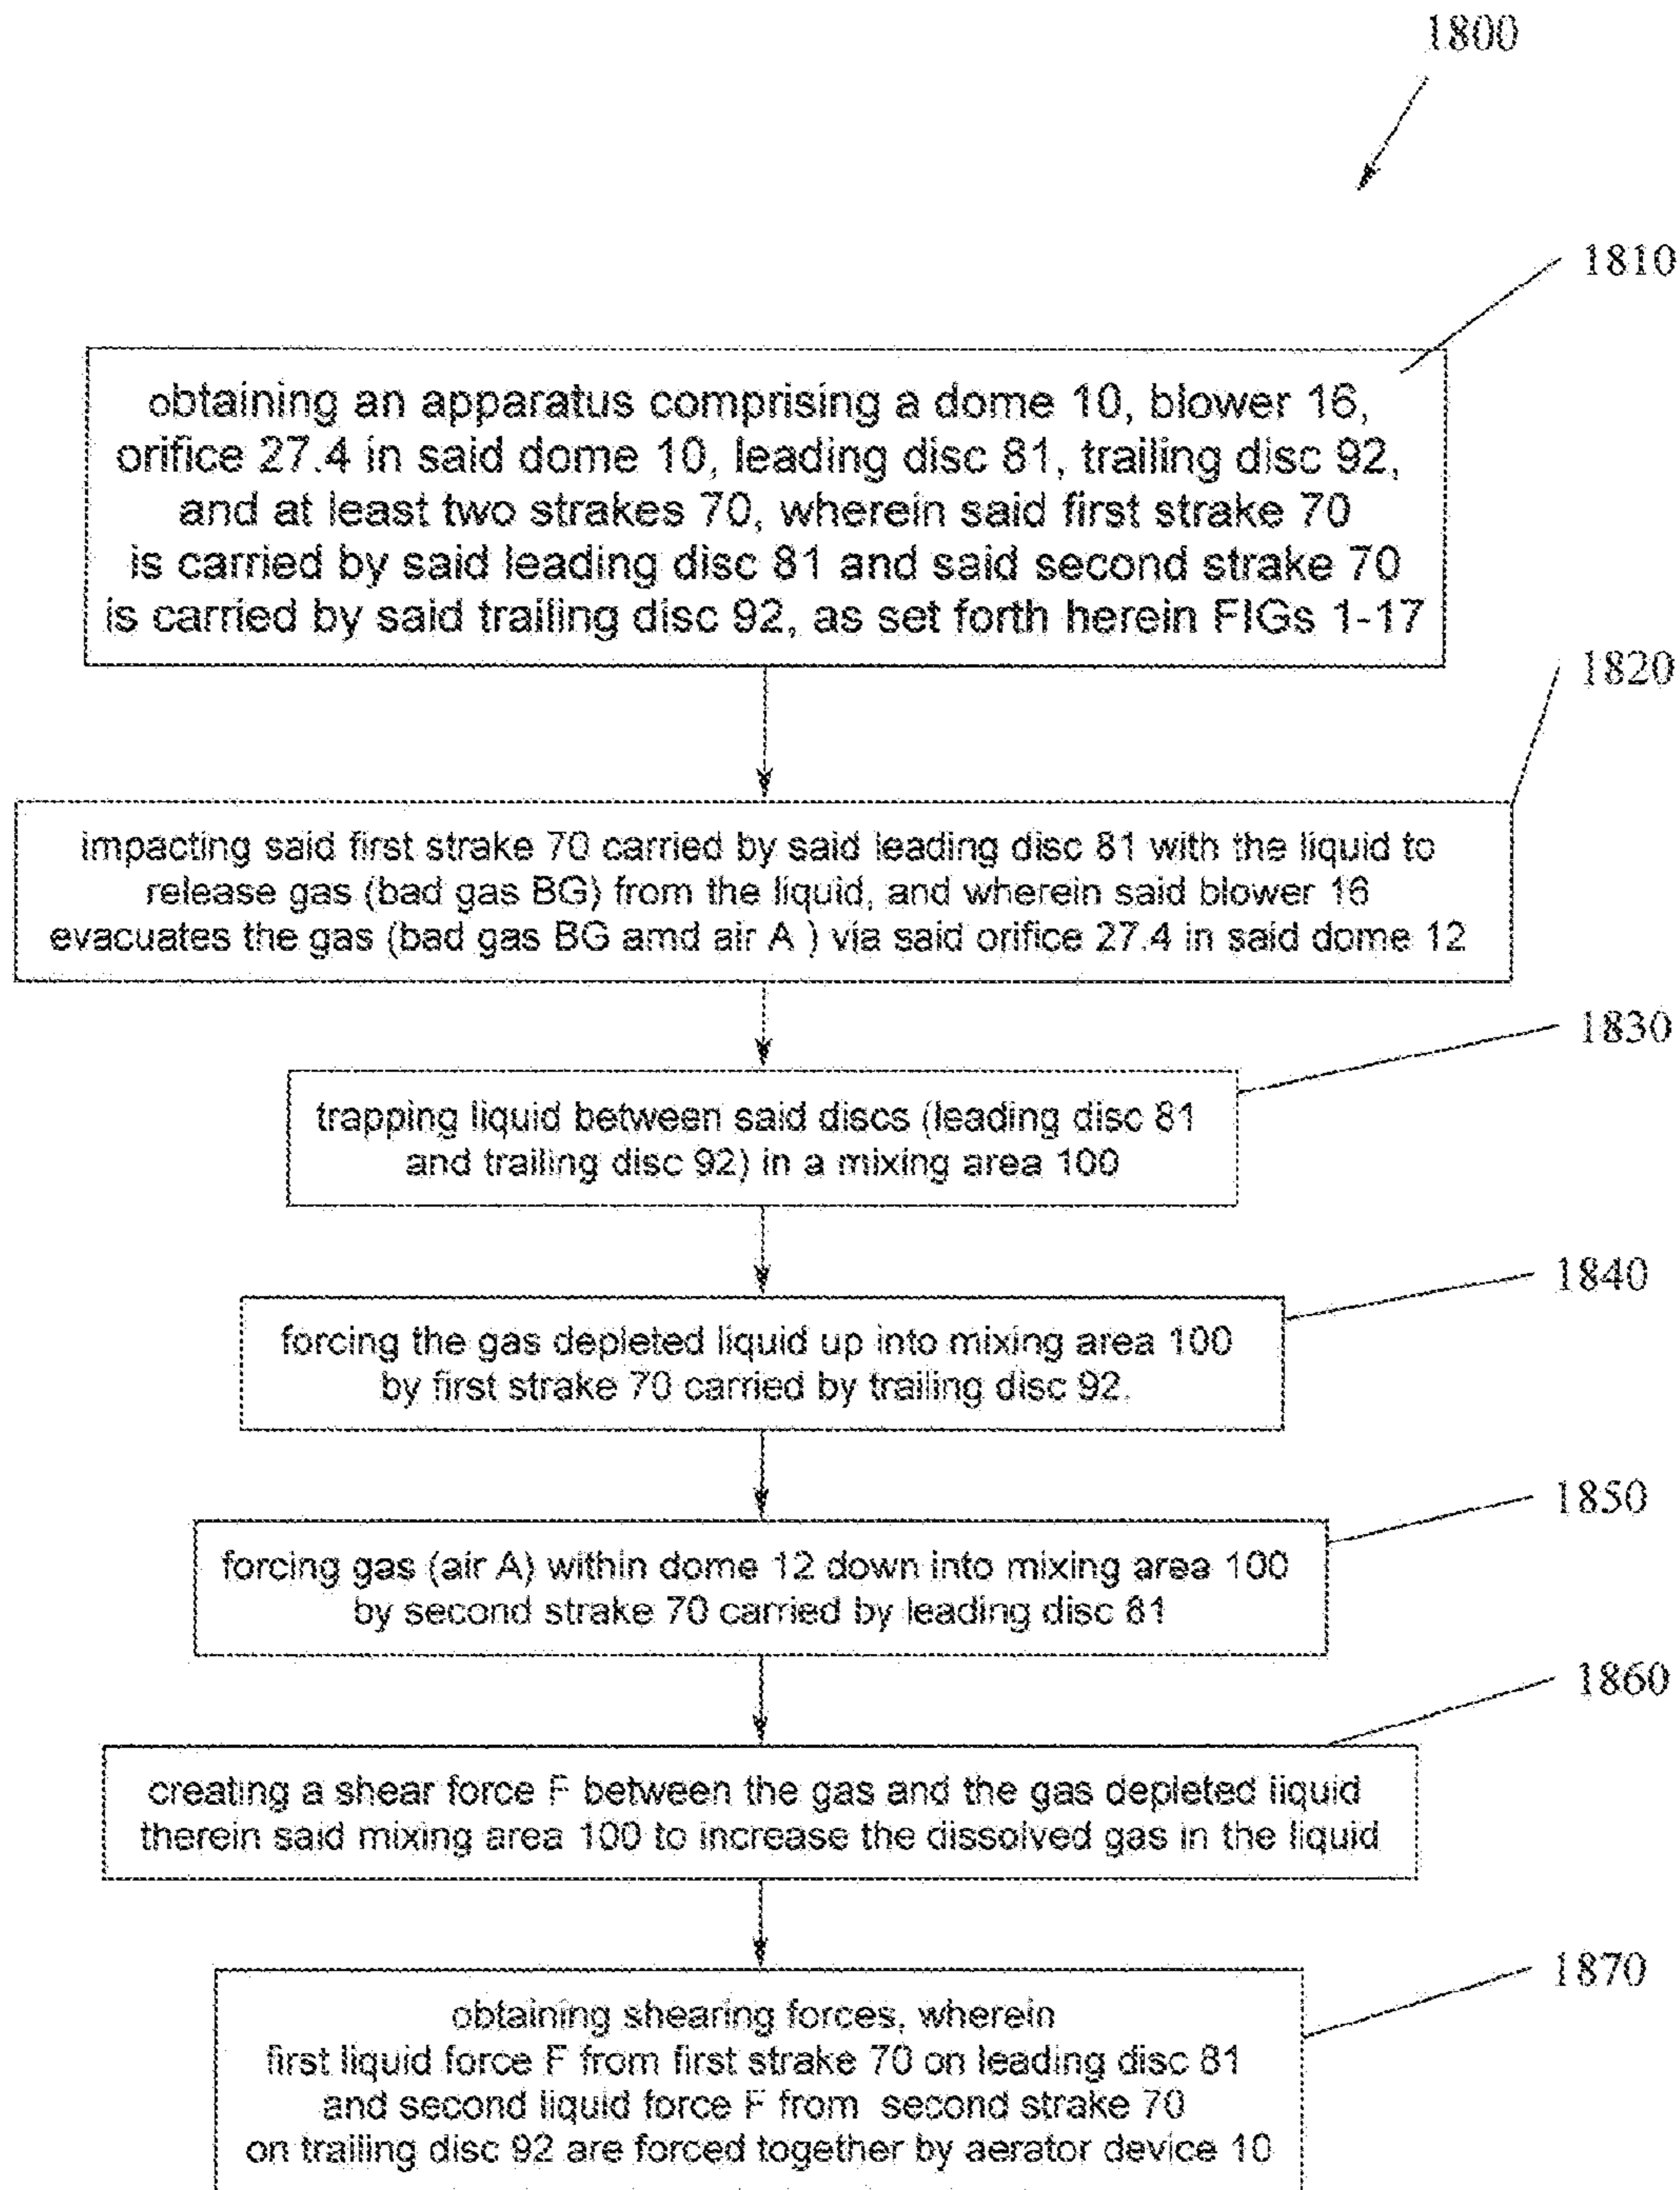 1800
1810
obtaining an apparatus comprising a dome 10, blower 16,
orifice 27.4 in said dome 10, leading disc 81, trailing disc 92,
and at least two strakes 70, wherein said first strake 70
is carried by said leading disc 81 and said second strake 70
is carried by said trailing disc 92, as set forth herein FIGs 1-17
1820
impacting said first strake 70 carried by said leading disc 81 with the liquid to
release gas (bad gas BG) from the liquid, and wherein said blower 16
evacuates the gas (bad gas BG amd air A ) via said orifice 27.4 in said dome 12
1830
trapping liquid between said discs (leading disc 81
and trailing disc 92) in a mixing area 100
1840
forcing the gas depleted liquid up into mixing area 100
by first strake 70 carried by trailing disc 92.
1850
forcing gas (air A) within dome 12 down into mixing area 100
by second strake 70 carried by leading disc 81
1860
creating a shear force F between the gas and the gas depleted liquid
therein said mixing area 100 to increase the dissolved gas in the liquid
1870
obtaining shearing forces, wherein
first liquid force F from first strake 70 on leading disc 81
and second liquid force F from second strake 70
on trailing disc 92 are forced together by aerator device 10